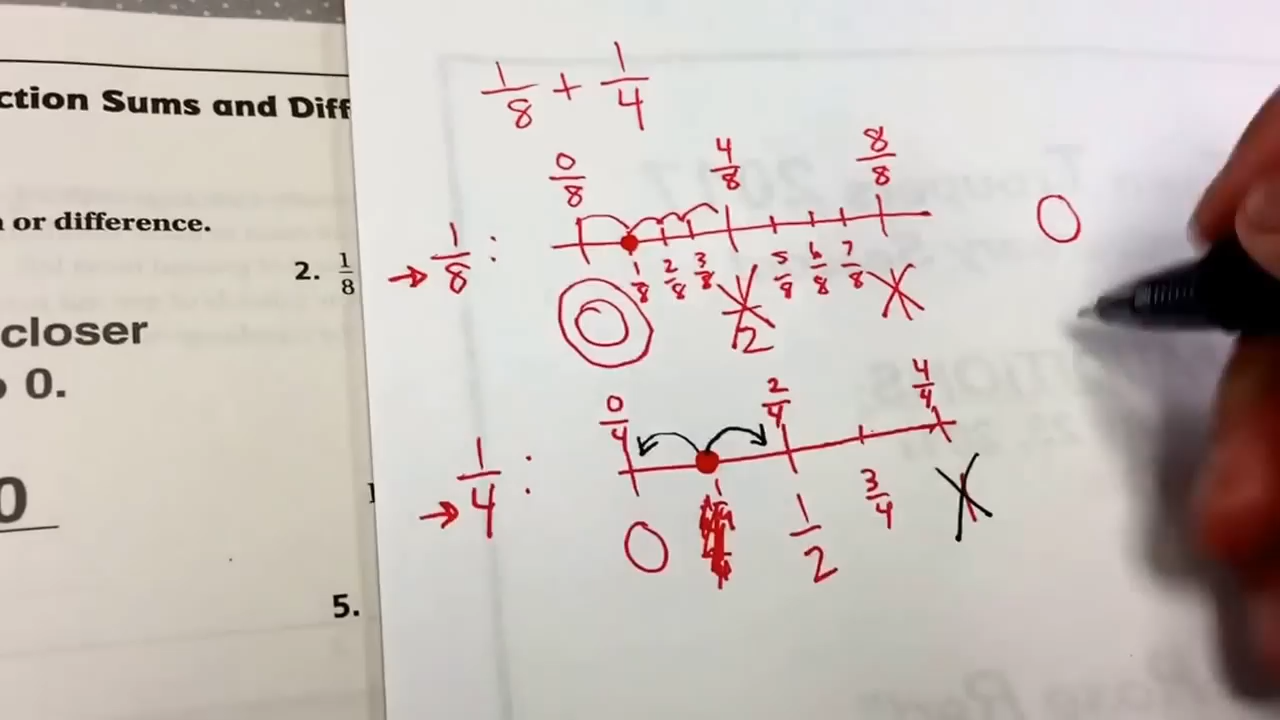 ction Sums and Diff
n or difference.
2. 1/8
closer
o 0.
0
5.
1/8 + 1/4
0/8 4/8 8/8
1/8 :
1/8 2/8 3/8 5/8 6/8 7/8
0 1/2 1
0
0/4 2/4 4/4
1/4 :
0 1/2 3/4 1